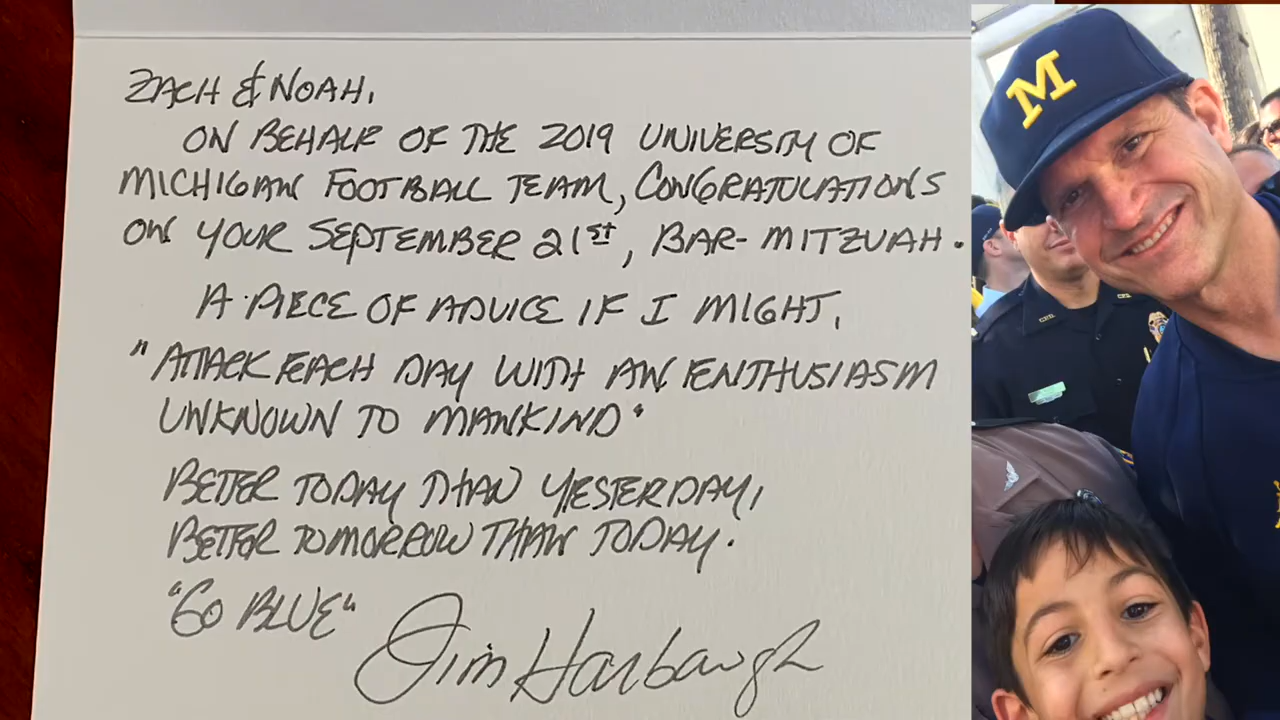 ZACH & NOAH,
ON BEHALF OF THE 2019 UNIVERSITY OF
MICHIGAN FOOTBALL TEAM, CONGRATULATIONS
ON YOUR SEPTEMBER 21ST, BAR-MITZVAH.
A PIECE OF ADVICE IF I MIGHT,
"ATTACK EACH DAY WITH AN ENTHUSIASM
UNKNOWN TO MANKIND"
BETTER TODAY THAN YESTERDAY,
BETTER TOMORROW THAN TODAY.
"GO BLUE"
Jim Harbaugh
M